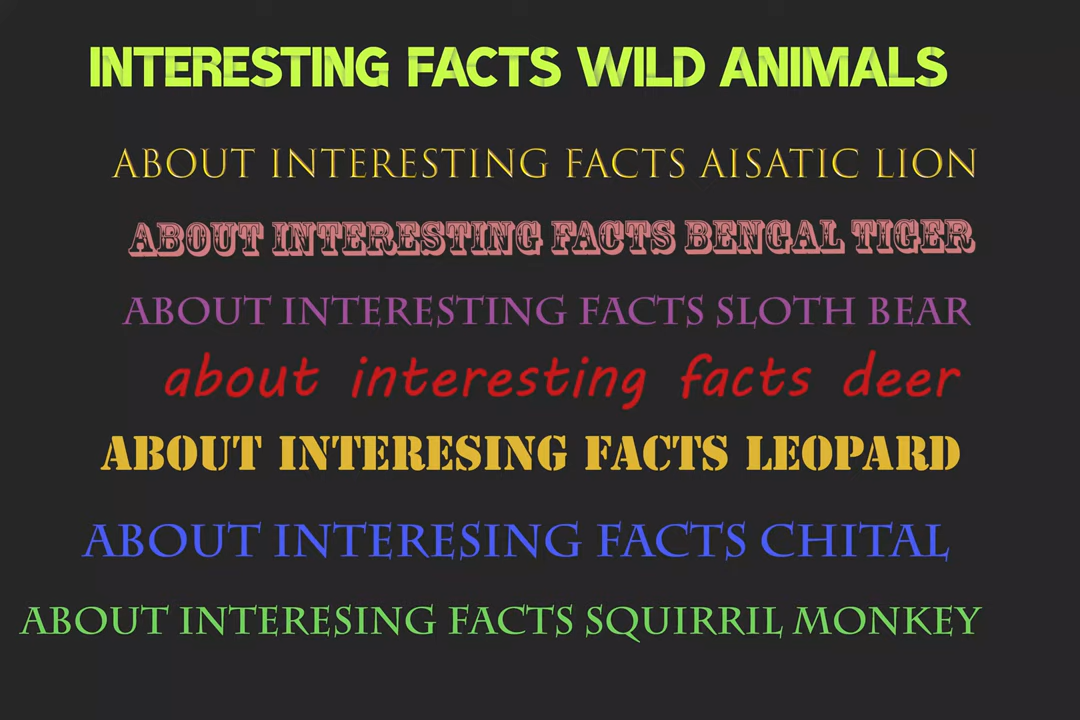 INTERESTING FACTS WILD ANIMALS
ABOUT INTERESTING FACTS AISATIC LION
ABOUT INTERESTING FACTS BENGAL TIGER
ABOUT INTERESTING FACTS SLOTH BEAR
about interesting facts deer
ABOUT INTERESING FACTS LEOPARD
ABOUT INTERESING FACTS CHITAL
ABOUT INTERESING FACTS SQUIRRIL MONKEY